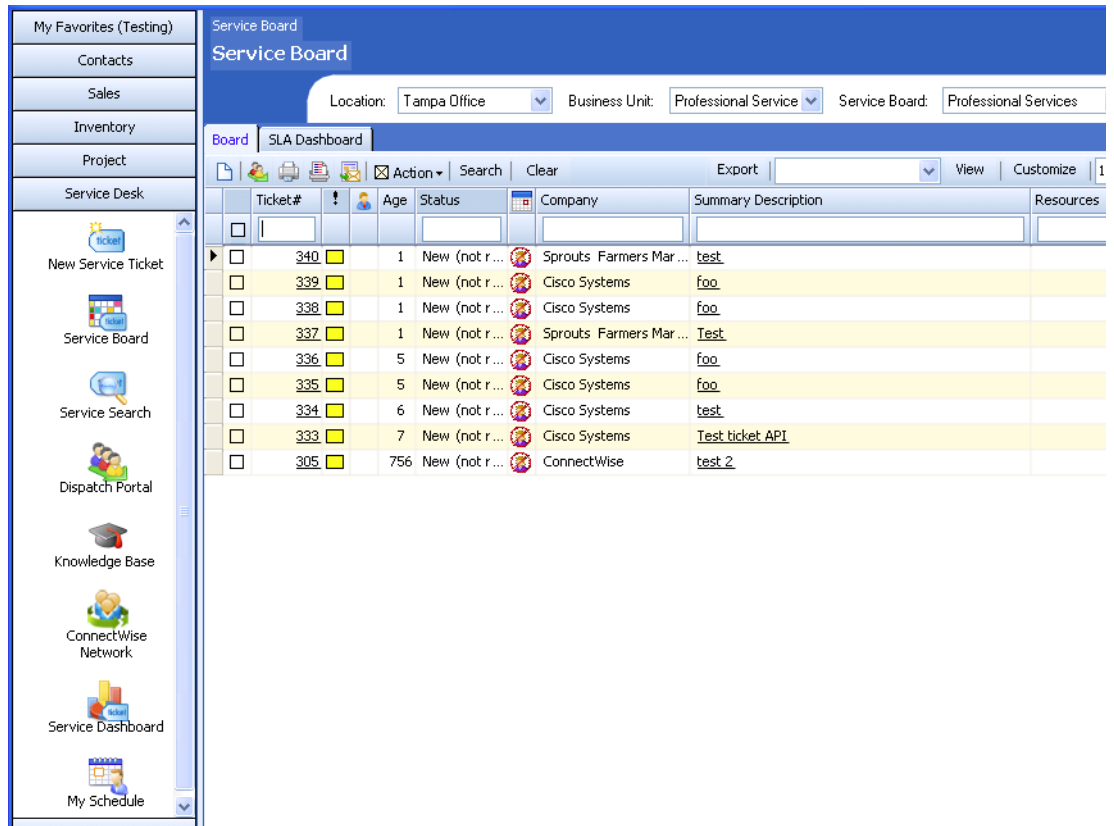 My Favorites (Testing)
Contacts
Sales
Inventory
Project
Service Desk
ticket
New Service Ticket
ticket
Service Board
Service Search
Dispatch Portal
Knowledge Base
ConnectWise
Network
ticket
Service Dashboard
My Schedule
Service Board
Service Board
Location: Tampa Office Business Unit: Professional Service Service Board: Professional Services
Board SLA Dashboard
Action Search Clear Export View Customize 1
Ticket# ! Age Status Company Summary Description Resources
340 1 New (not r... Sprouts Farmers Mar... test
339 1 New (not r... Cisco Systems foo
338 1 New (not r... Cisco Systems foo
337 1 New (not r... Sprouts Farmers Mar... Test
336 5 New (not r... Cisco Systems foo
335 5 New (not r... Cisco Systems foo
334 6 New (not r... Cisco Systems test
333 7 New (not r... Cisco Systems Test ticket API
305 756 New (not r... ConnectWise test 2